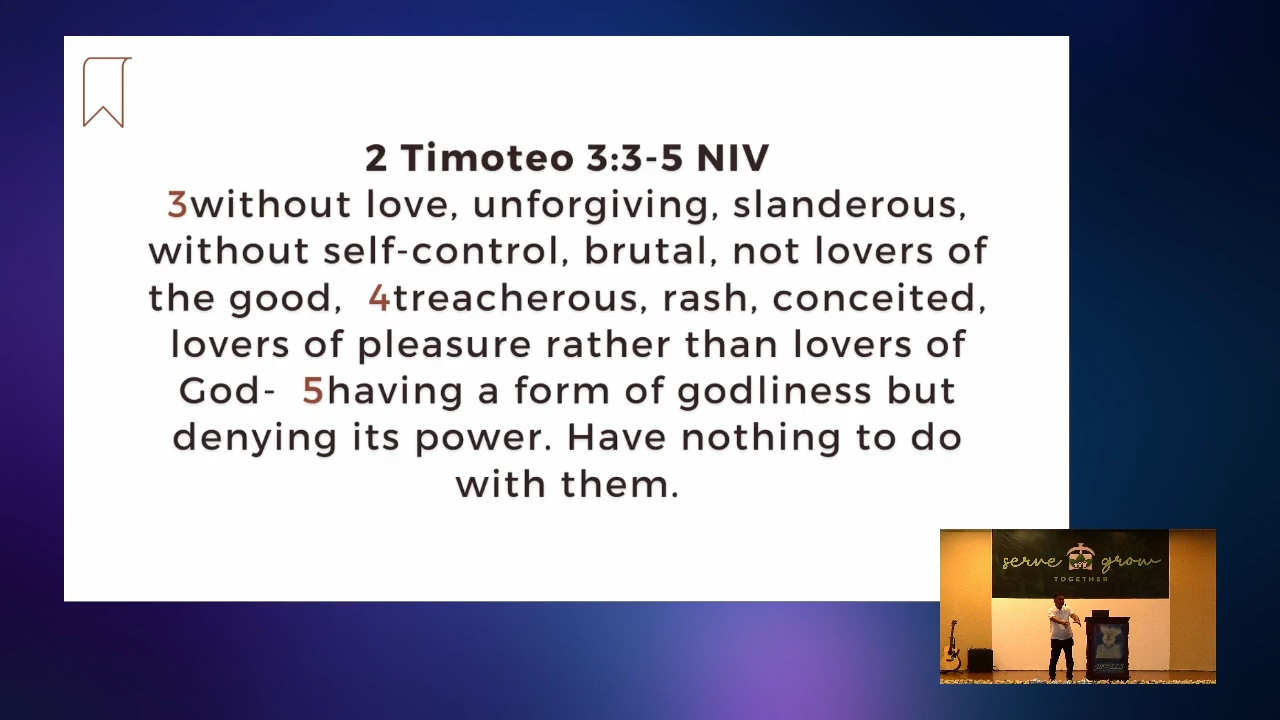 2 Timoteo 3:3-5 NIV
3without love, unforgiving, slanderous,
without self-control, brutal, not lovers of
the good, 4treacherous, rash, conceited,
lovers of pleasure rather than lovers of
God- 5having a form of godliness but
denying its power. Have nothing to do
with them.
serve grow
TOGETHER